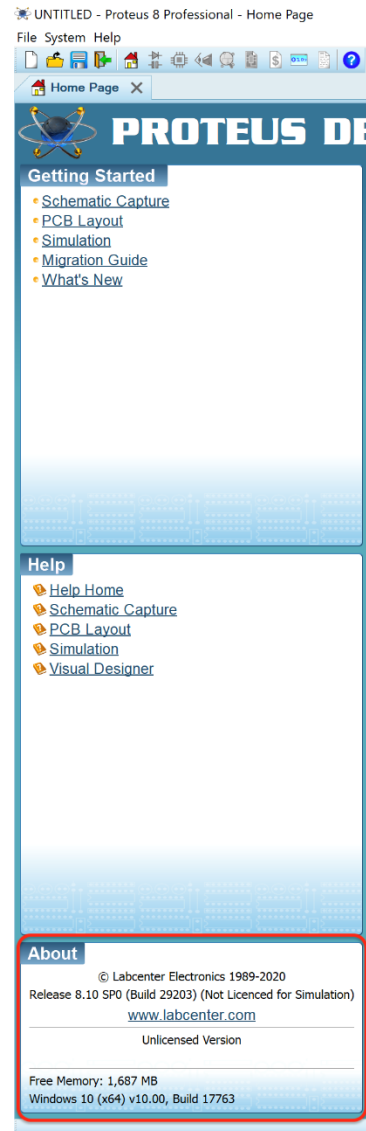 UNTITLED - Proteus 8 Professional - Home Page
File System Help
Home Page
PROTEUS DE
Getting Started
Schematic Capture
PCB Layout
Simulation
Migration Guide
What's New
Help
Help Home
Schematic Capture
PCB Layout
Simulation
Visual Designer
About
© Labcenter Electronics 1989-2020
Release 8.10 SP0 (Build 29203) (Not Licenced for Simulation)
www.labcenter.com
Unlicensed Version
Free Memory: 1,687 MB
Windows 10 (x64) v10.00, Build 17763